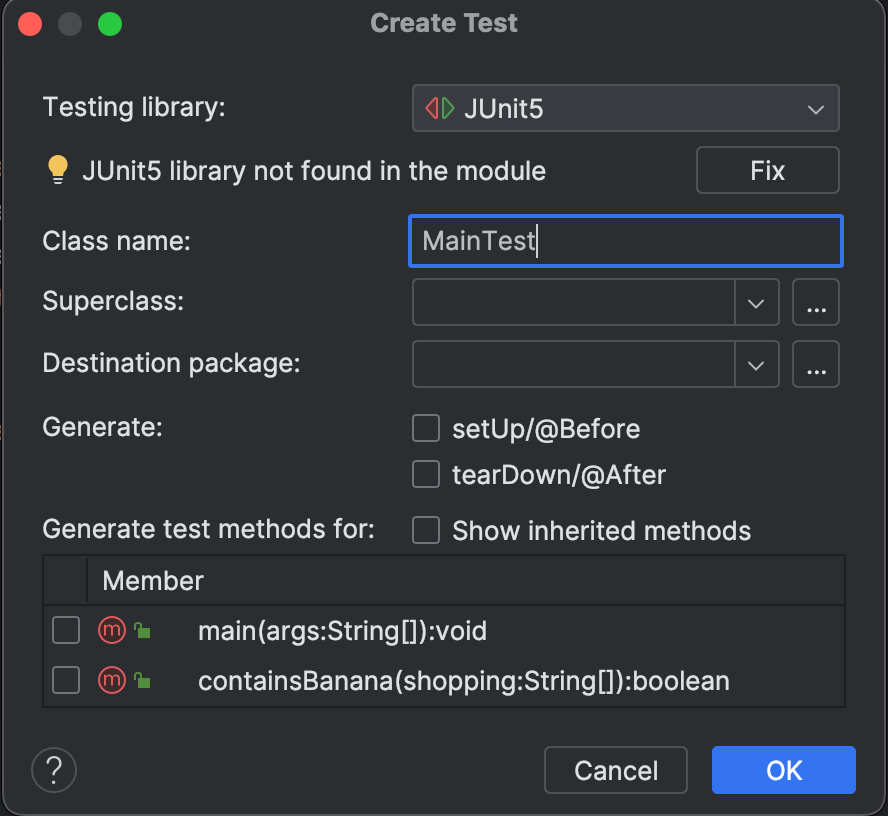 Create Test
Testing library:
JUnit5
JUnit5 library not found in the module
Fix
Class name:
MainTest
Superclass:
...
Destination package:
...
Generate:
setUp/@Before
tearDown/@After
Generate test methods for:
Show inherited methods
Member
m
main(args:String[]):void
m
containsBanana(shopping:String[]):boolean
?
Cancel
OK